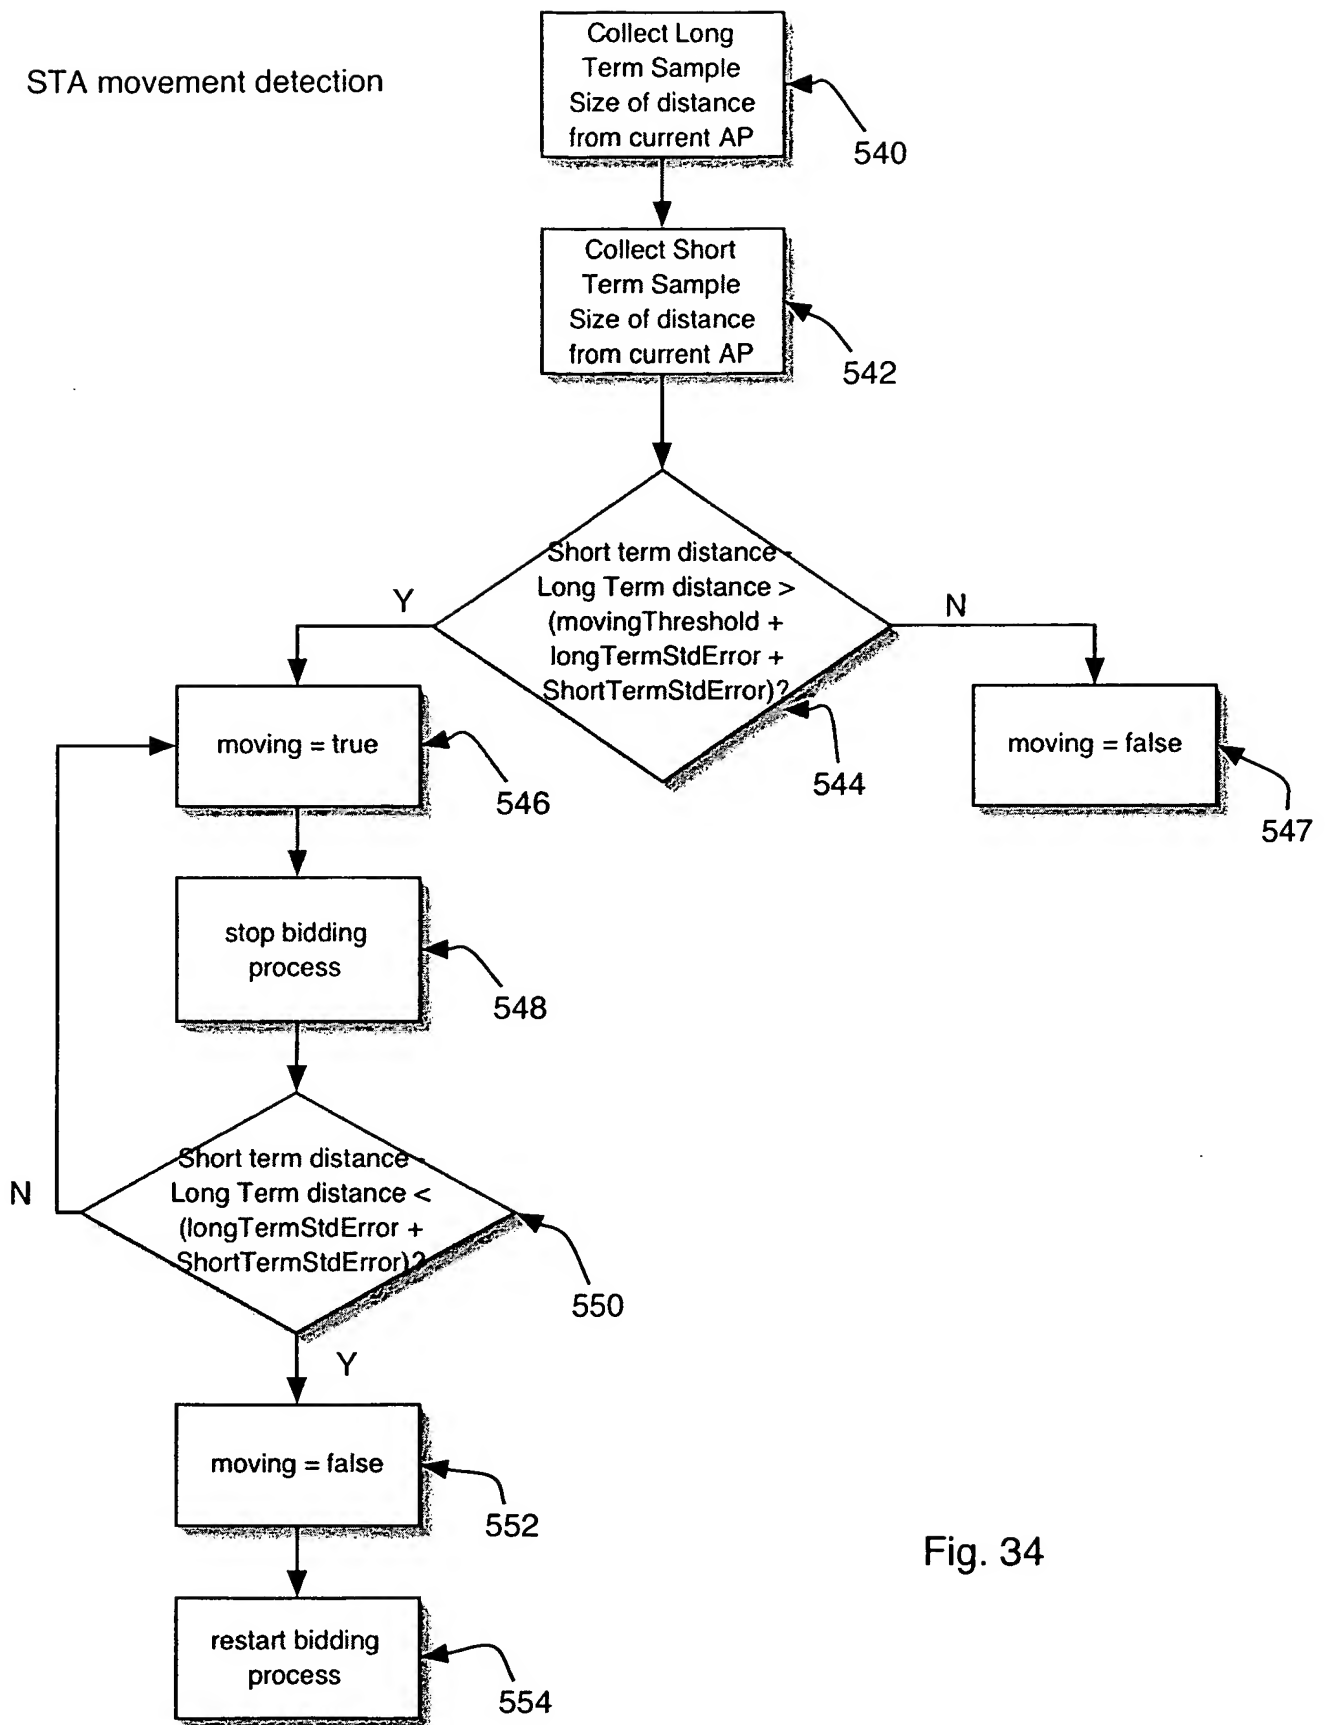 STA movement detection
Collect Long
Term Sample
Size of distance
from current AP
540
Collect Short
Term Sample
Size of distance
from current AP
542
Short term distance -
Long Term distance >
(movingThreshold +
longTermStdError +
ShortTermStdError)?
544
Y
N
moving = true
546
moving = false
547
stop bidding
process
548
Short term distance -
Long Term distance <
(longTermStdError +
ShortTermStdError)?
550
N
Y
moving = false
552
restart bidding
process
554
Fig. 34